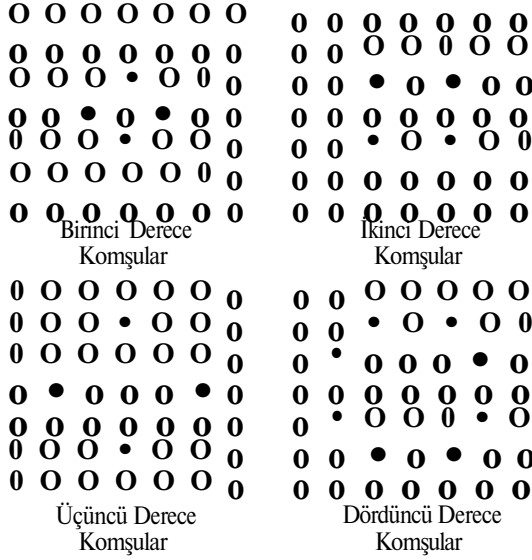 Birinci Derece
Komşular
İkinci Derece
Komşular
Üçüncü Derece
Komşular
Dördüncü Derece
Komşular